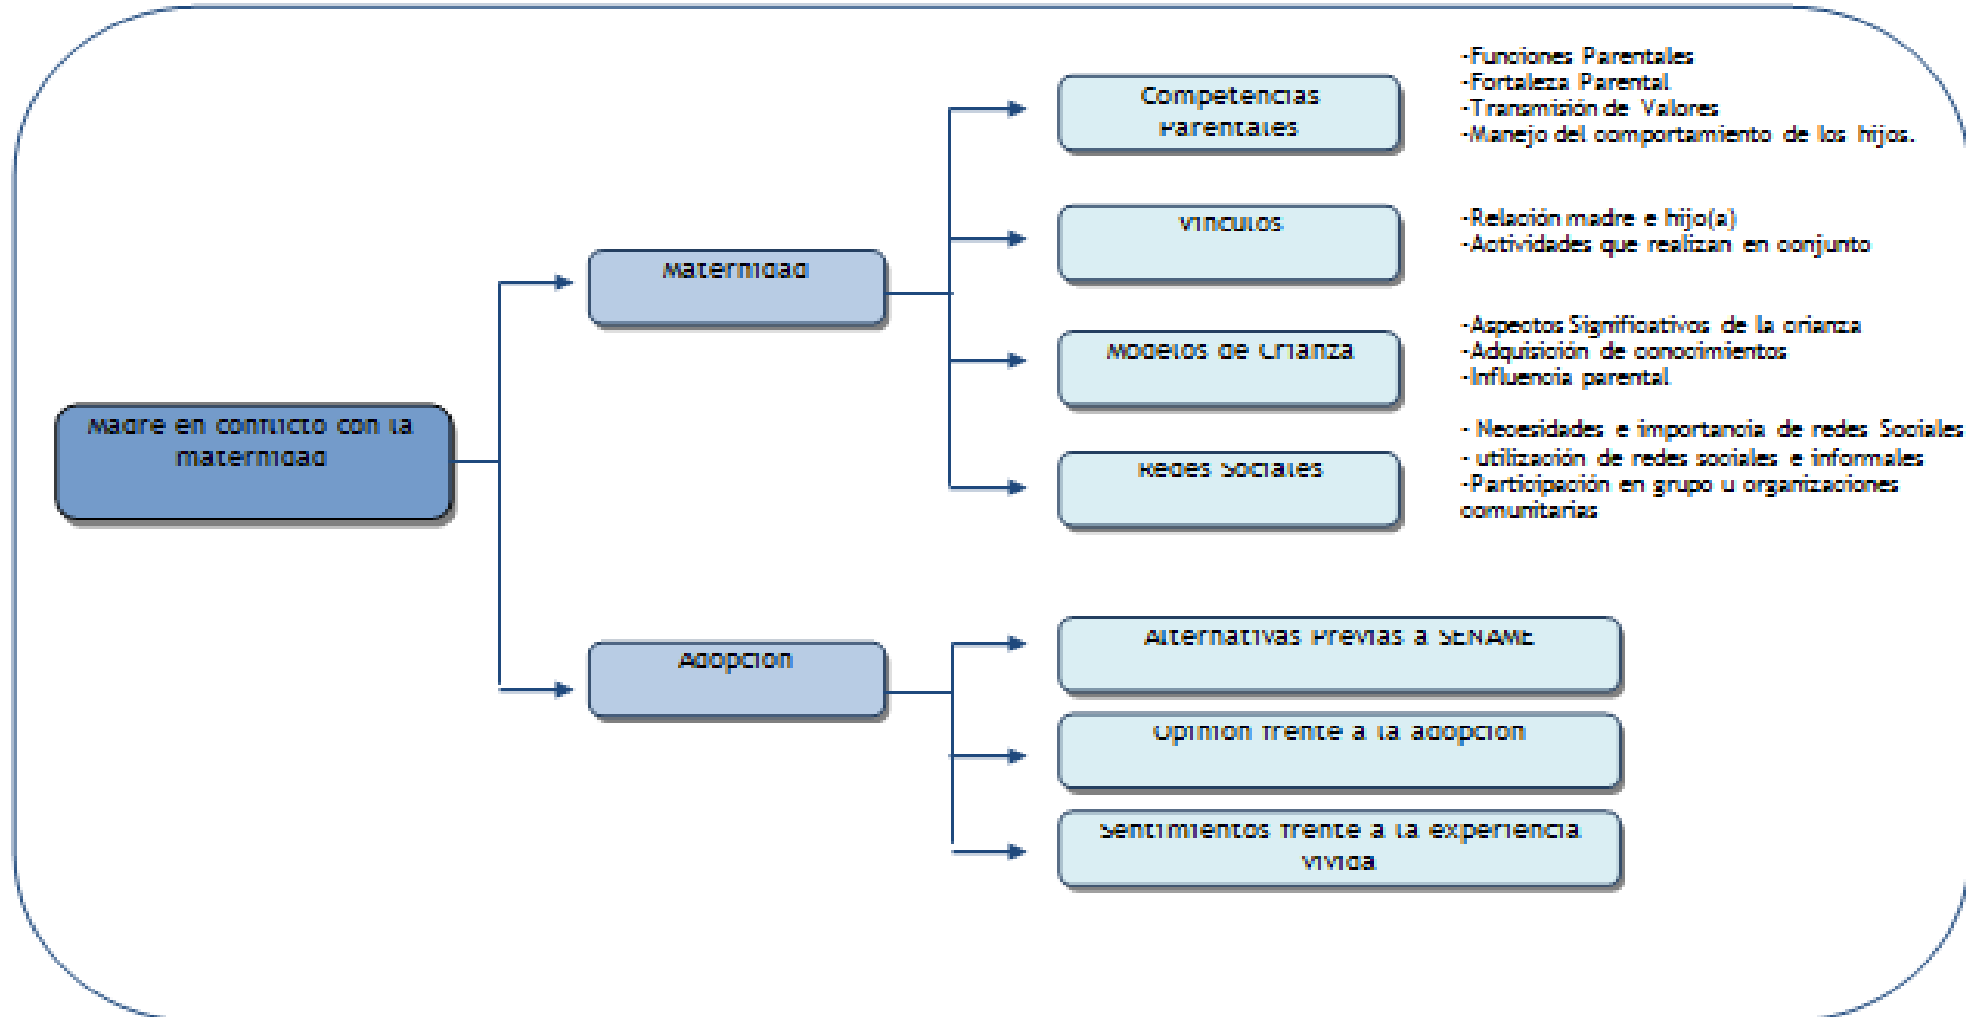 Madre en conflicto con la
maternidad
Maternidad
Adopción
Competencias
Parentales
-Funciones Parentales
-Fortaleza Parental
-Transmisión de Valores
-Manejo del comportamiento de los hijos.
Vínculos
-Relación madre e hijo(a)
-Actividades que realizan en conjunto
Modelos de Crianza
-Aspectos Significativos de la crianza
-Adquisición de conocimientos
-Influencia parental
Redes Sociales
- Necesidades e importancia de redes Sociales
- utilización de redes sociales e informales
-Participación en grupo u organizaciones
comunitarias
Alternativas Previas a SENAME
Opinión frente a la adopción
Sentimientos frente a la experiencia
vivida